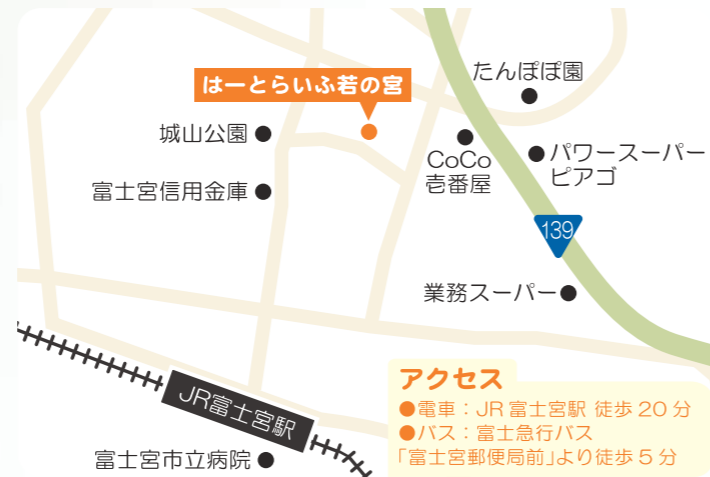 たんぽぽ園
はーとらいふ若の宮
城山公園
CoCo
壱番屋
パワースーパー
ピアゴ
富士宮信用金庫
139
業務スーパー
JR富士宮駅
富士宮市立病院
アクセス
●電車：JR 富士宮駅 徒歩 20 分
●バス：富士急行バス
「富士宮郵便局前」より徒歩 5 分